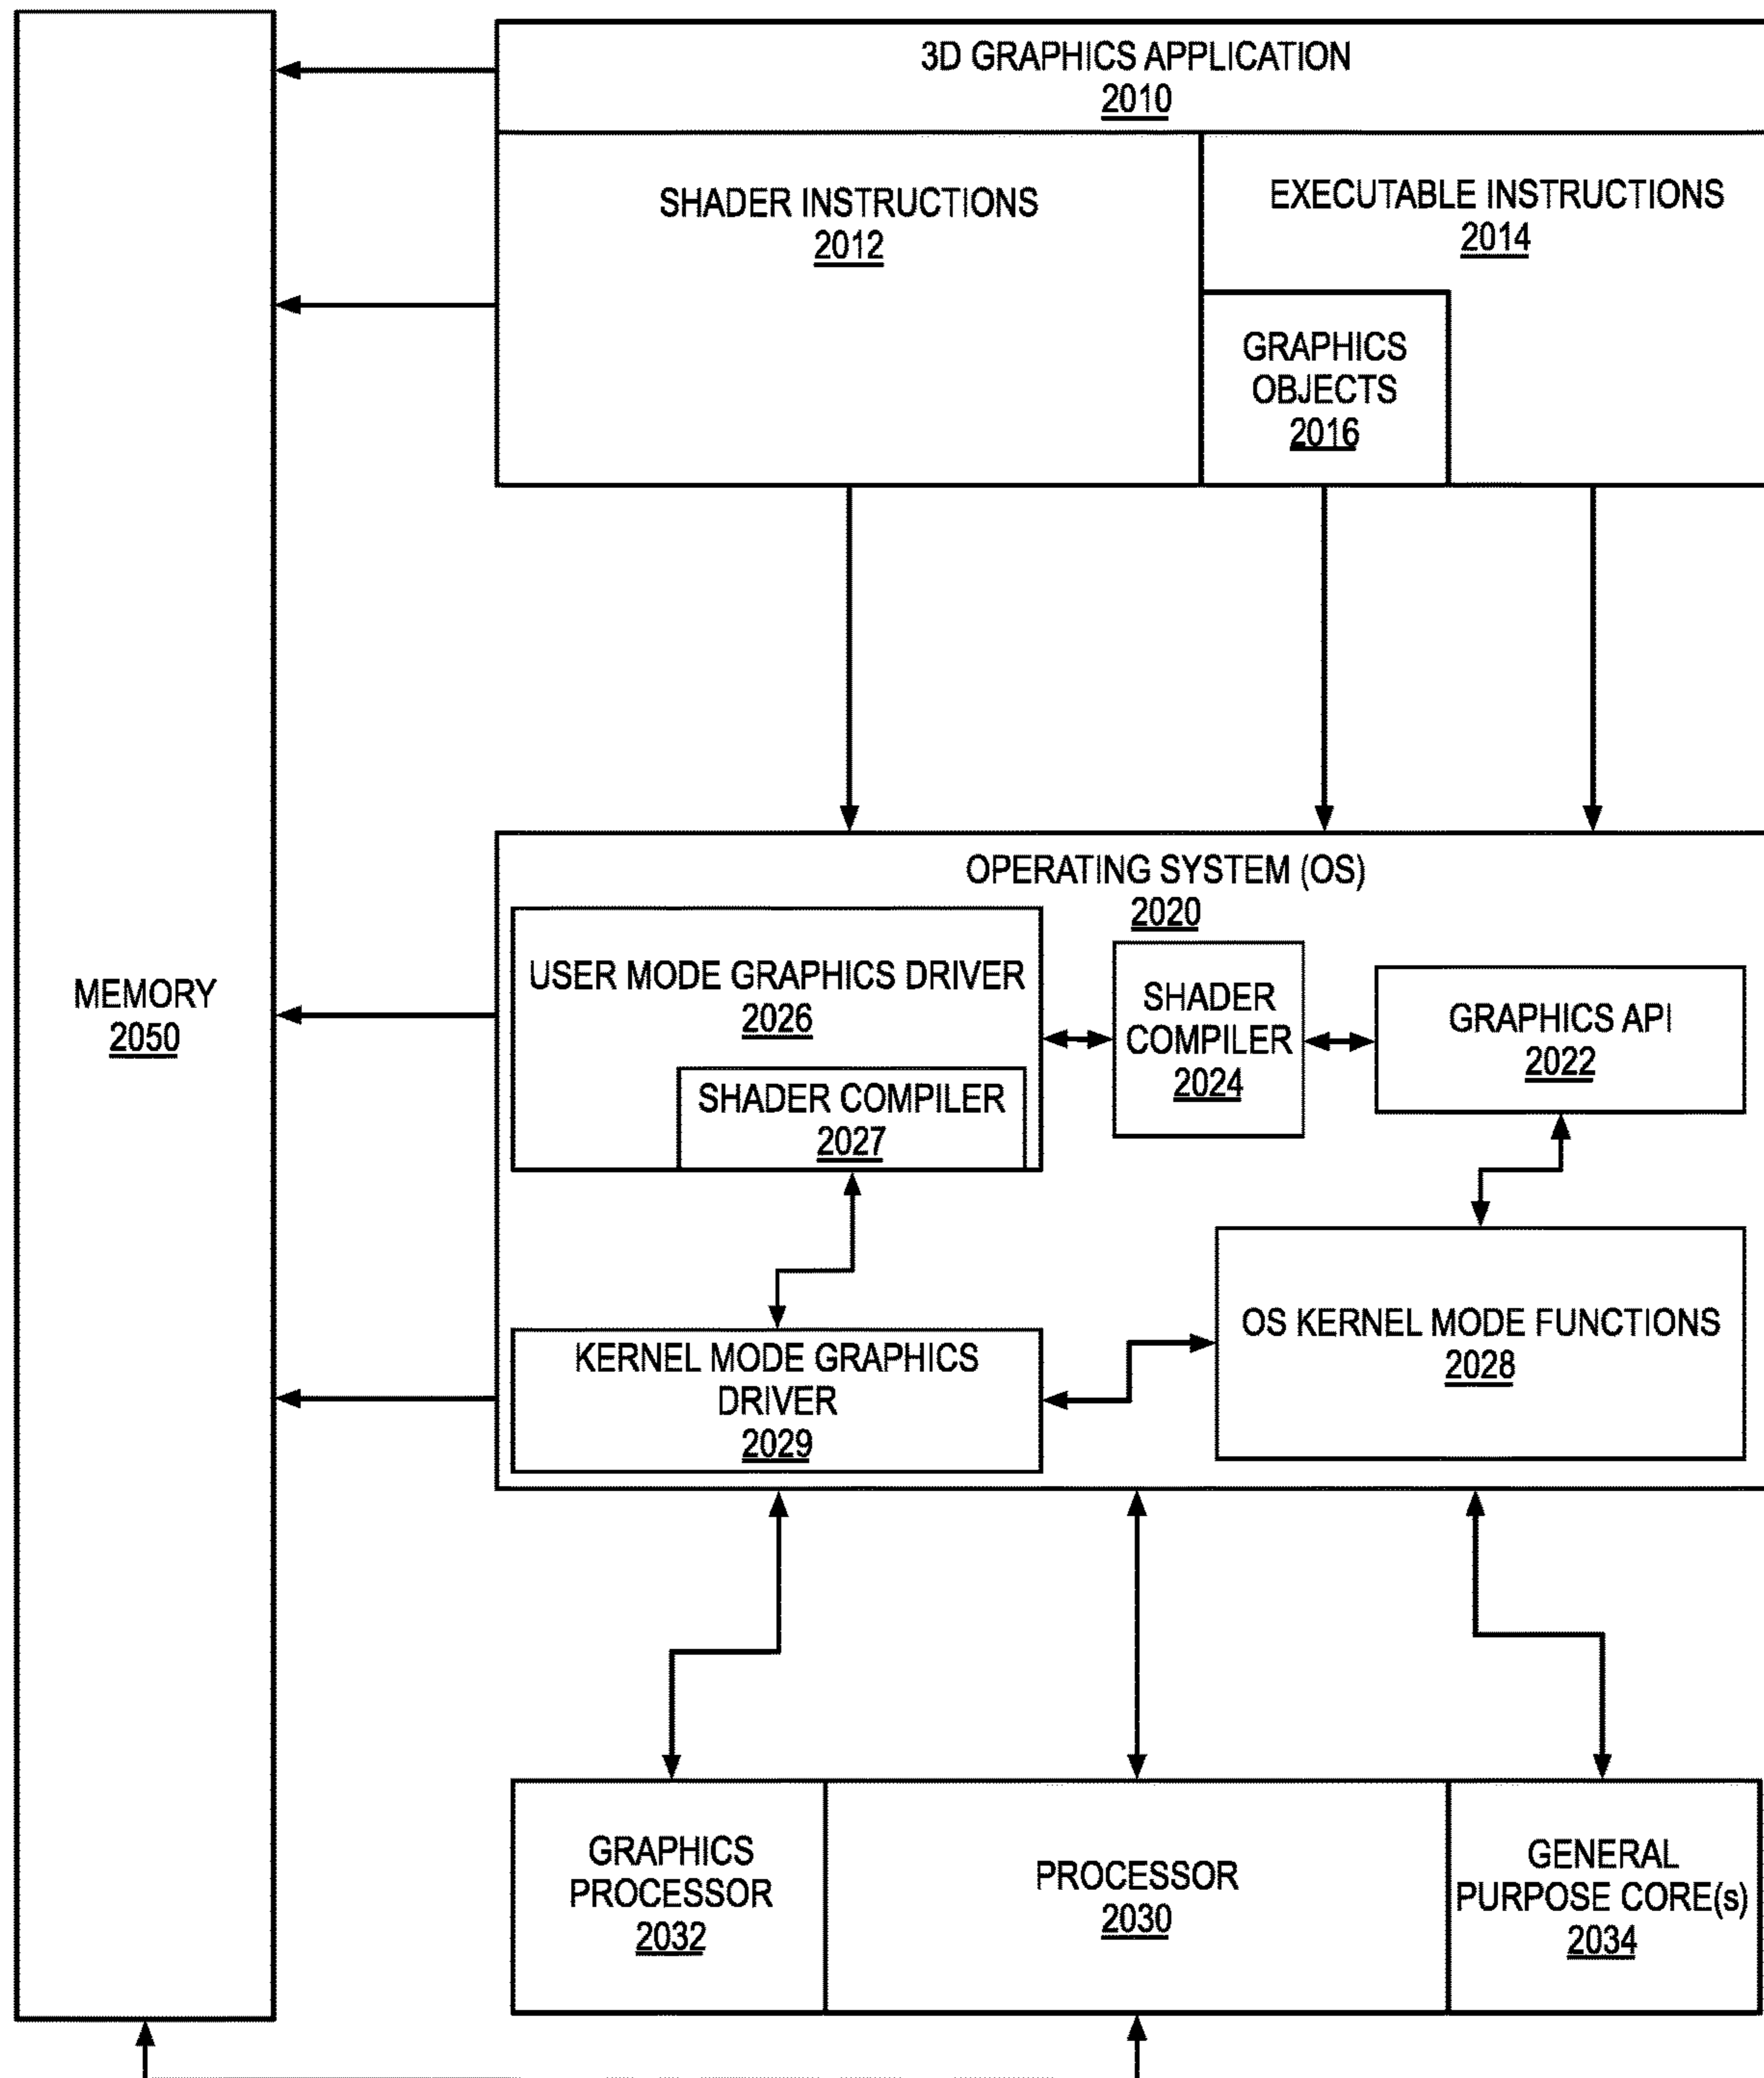 3D GRAPHICS APPLICATION
2010
SHADER INSTRUCTIONS
2012
EXECUTABLE INSTRUCTIONS
2014
GRAPHICS
OBJECTS
2016
MEMORY
2050
OPERATING SYSTEM (OS)
2020
USER MODE GRAPHICS DRIVER
2026
SHADER COMPILER
2027
SHADER
COMPILER
2024
GRAPHICS API
2022
KERNEL MODE GRAPHICS
DRIVER
2029
OS KERNEL MODE FUNCTIONS
2028
GRAPHICS
PROCESSOR
2032
PROCESSOR
2030
GENERAL
PURPOSE CORE(s)
2034